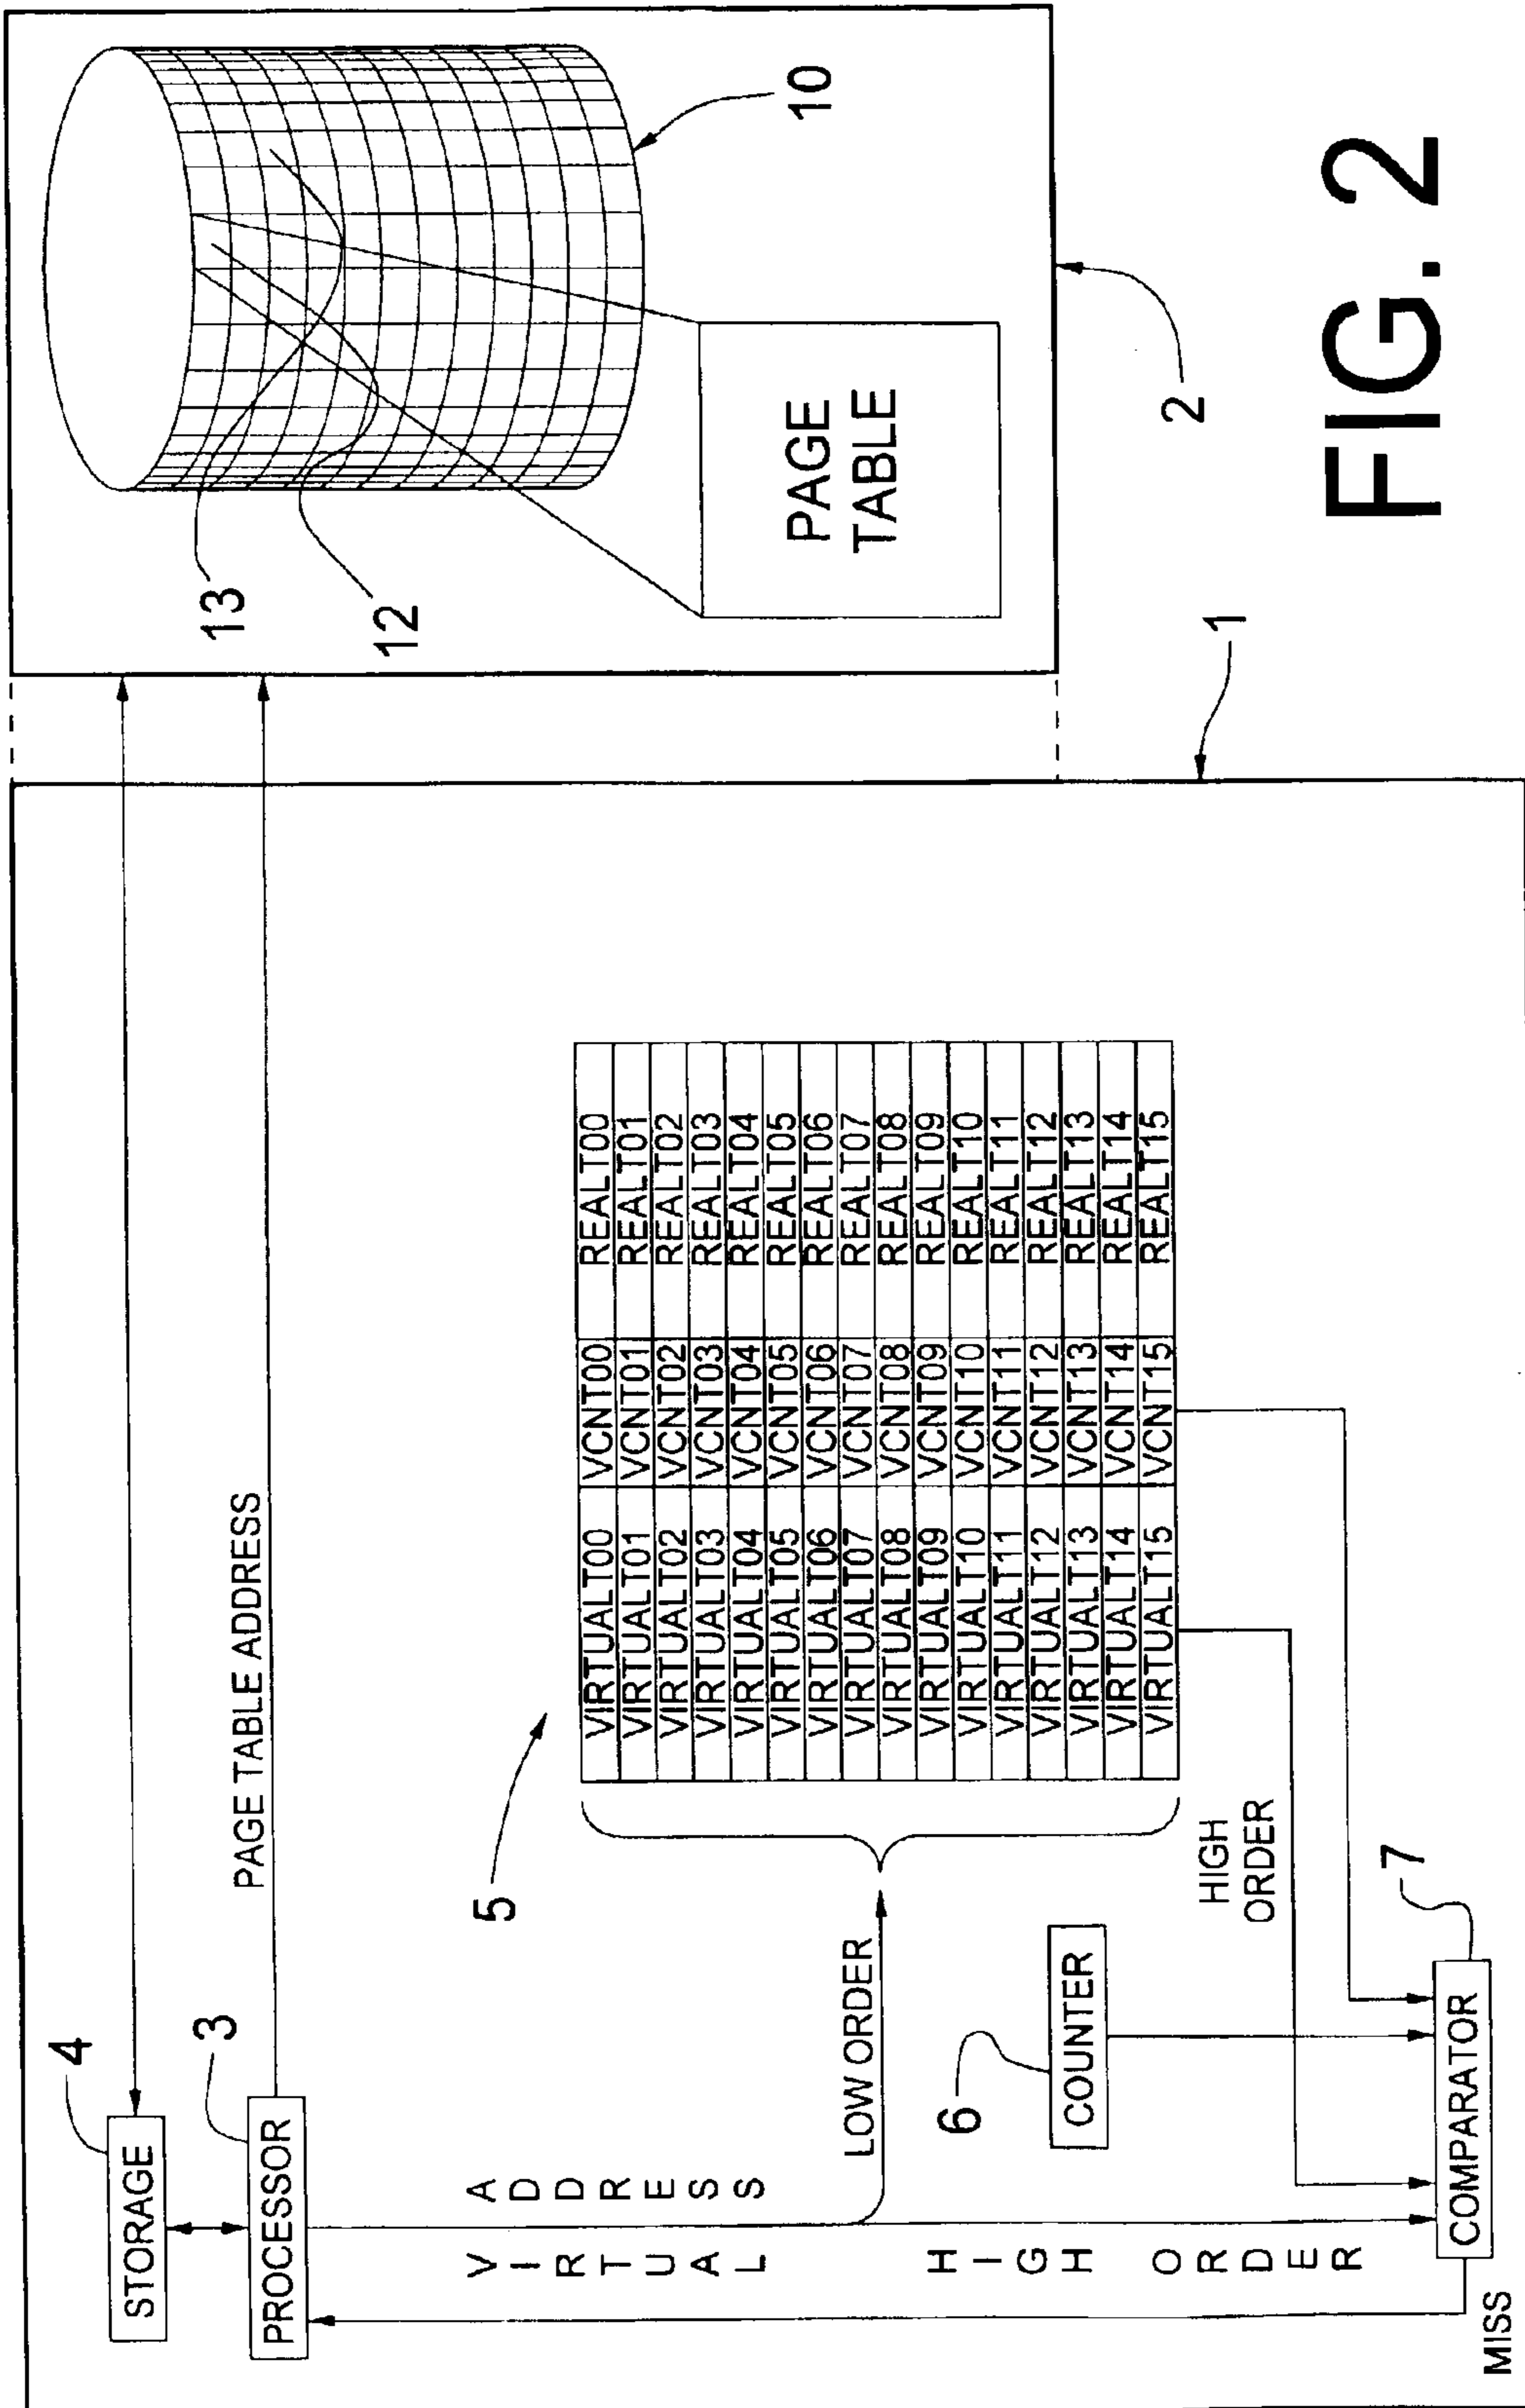 4
STORAGE
3
PROCESSOR
PAGE TABLE ADDRESS
VIRTUAL ADDRESS
HIGH ORDER
LOW ORDER
5
VIRTUALT00 VCNT00 REALT00
VIRTUALT01 VCNT01 REALT01
VIRTUALT02 VCNT02 REALT02
VIRTUALT03 VCNT03 REALT03
VIRTUALT04 VCNT04 REALT04
VIRTUALT05 VCNT05 REALT05
VIRTUALT06 VCNT06 REALT06
VIRTUALT07 VCNT07 REALT07
VIRTUALT08 VCNT08 REALT08
VIRTUALT09 VCNT09 REALT09
VIRTUALT10 VCNT10 REALT10
VIRTUALT11 VCNT11 REALT11
VIRTUALT12 VCNT12 REALT12
VIRTUALT13 VCNT13 REALT13
VIRTUALT14 VCNT14 REALT14
VIRTUALT15 VCNT15 REALT15
6
COUNTER
HIGH
ORDER
7
COMPARATOR
MISS
1
13
12
10
PAGE
TABLE
2
FIG. 2